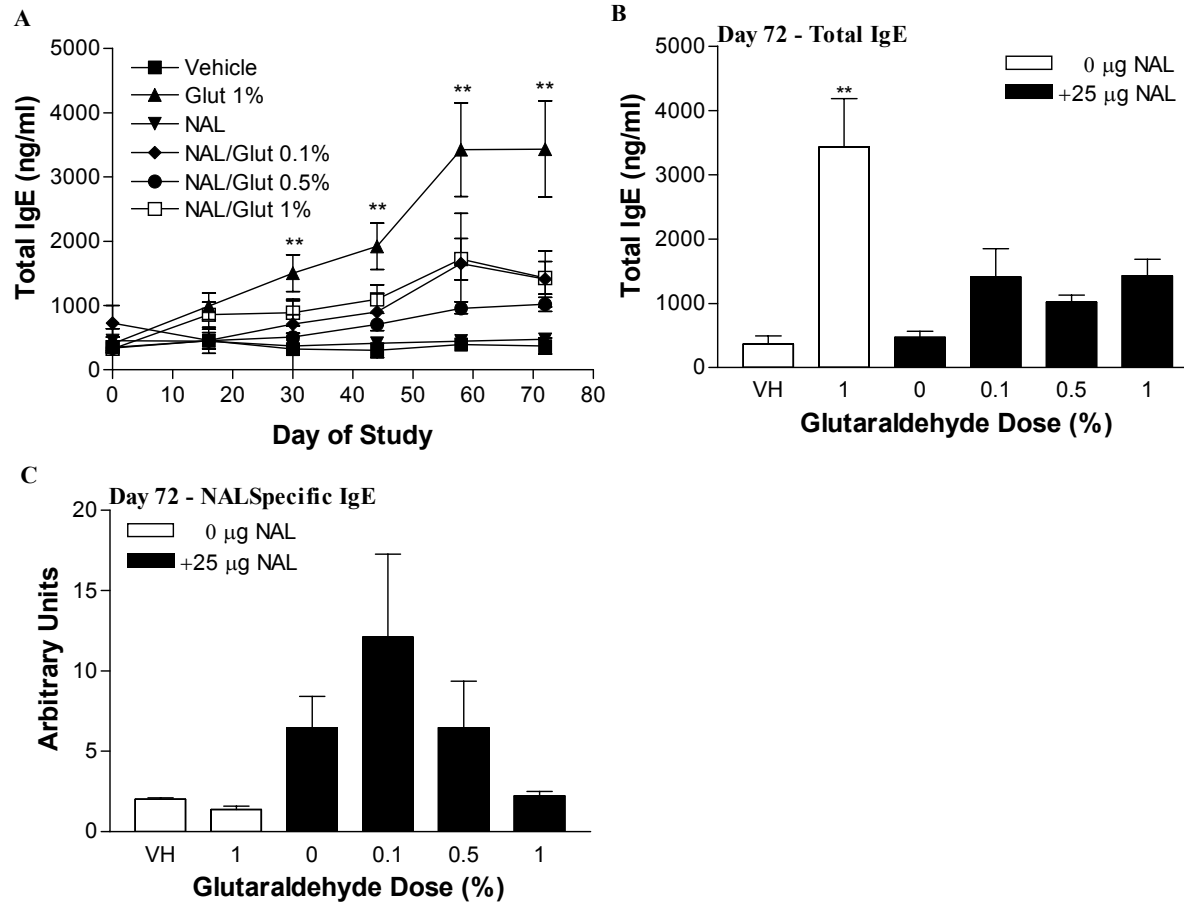 A
5000
4000
3000
2000
1000
0
Total IgE (ng/ml)
Vehicle
Glut 1%
NAL
NAL/Glut 0.1%
NAL/Glut 0.5%
NAL/Glut 1%
**
**
**
**
0 10 20 30 40 50 60 70 80
Day of Study
B
Day 72 - Total IgE
5000
4000
3000
2000
1000
0
Total IgE (ng/ml)
0 μg NAL
+25 μg NAL
**
VH 1 0 0.1 0.5 1
Glutaraldehyde Dose (%)
C
Day 72 - NALSpecific IgE
20
15
10
5
0
Arbitrary Units
0 μg NAL
+25 μg NAL
VH 1 0 0.1 0.5 1
Glutaraldehyde Dose (%)